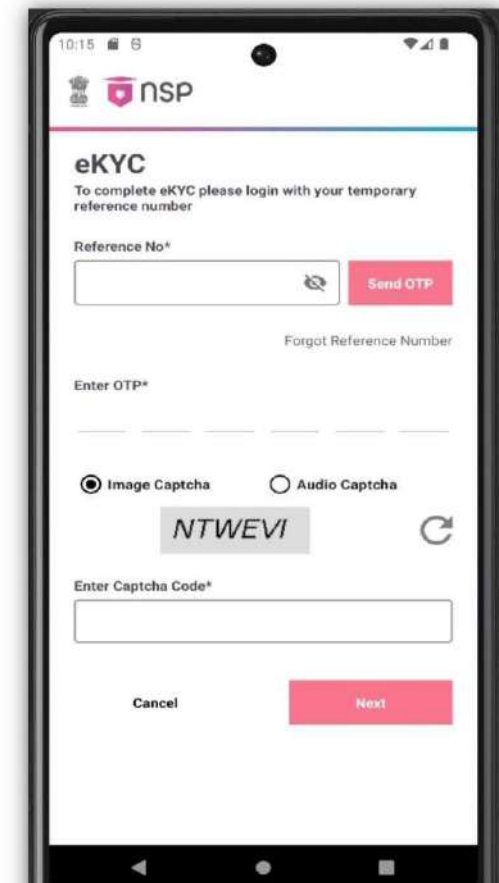 10:15
nsp
eKYC
To complete eKYC please login with your temporary
reference number
Reference No*
Send OTP
Forgot Reference Number
Enter OTP*
Image Captcha Audio Captcha
NTWEVI
Enter Captcha Code*
Cancel Next